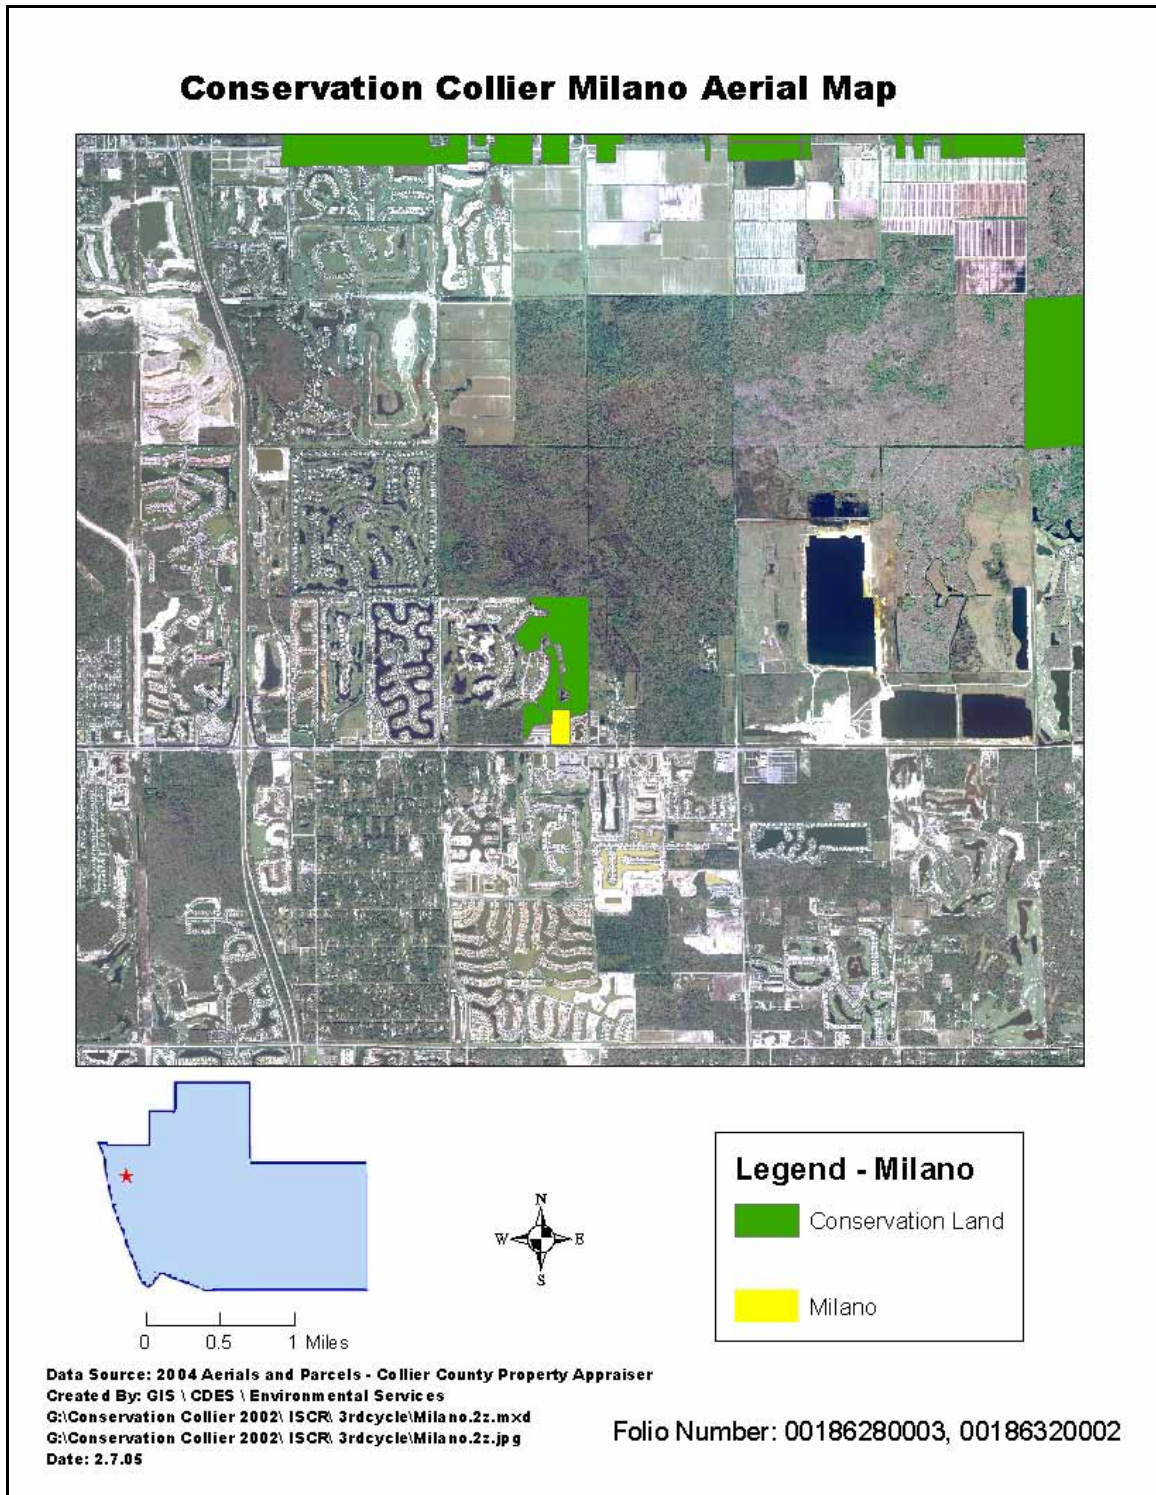 Conservation Collier Milano Aerial Map
Legend - Milano
Conservation Land
Milano
N
W E
S
0 0.5 1 Miles
Data Source: 2004 Aerials and Parcels - Collier County Property Appraiser
Created By: GIS \ CDES \ Environmental Services
G:\Conservation Collier 2002\ ISCR\ 3rdcycle\Milano.2z.mxd
G:\Conservation Collier 2002\ ISCR\ 3rdcycle\Milano.2z.jpg
Date: 2.7.05
Folio Number: 00186280003, 00186320002